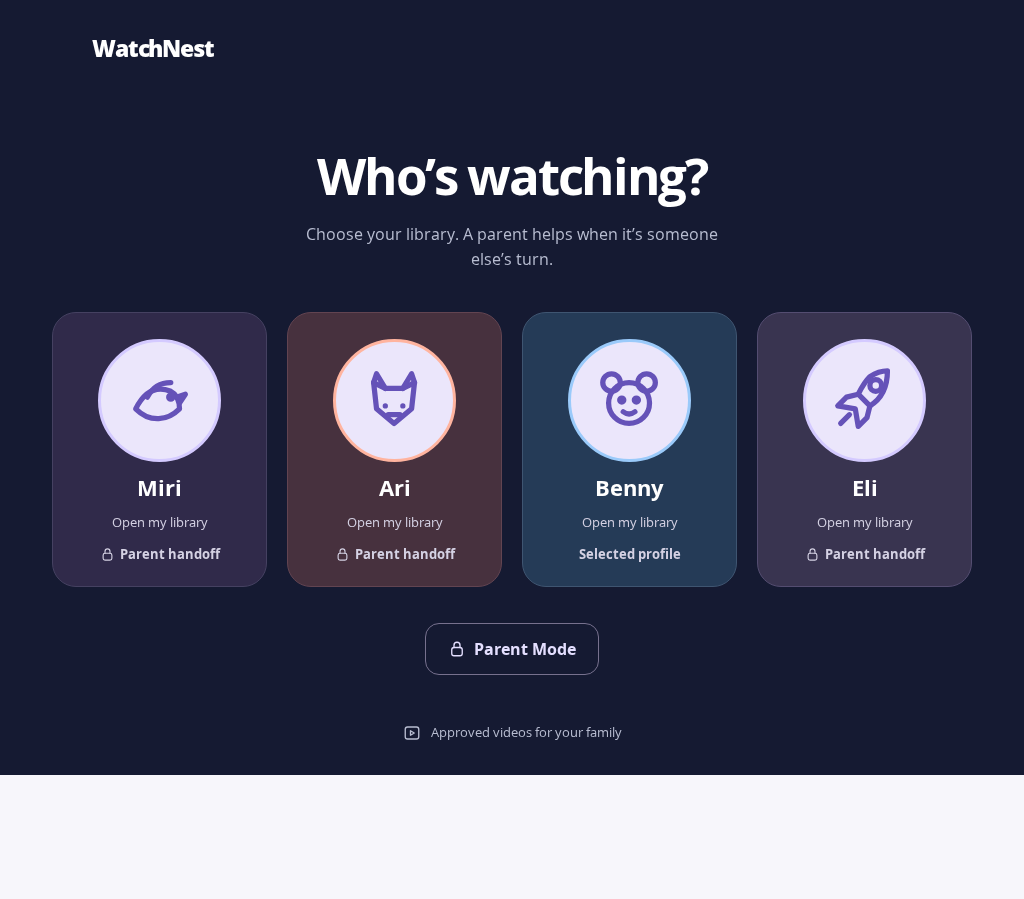 WatchNest
Who’s watching?
Choose your library. A parent helps when it’s someone
else’s turn.
Miri
Open my library
Parent handoff
Ari
Open my library
Parent handoff
Benny
Open my library
Selected profile
Eli
Open my library
Parent handoff
Parent Mode
Approved videos for your family